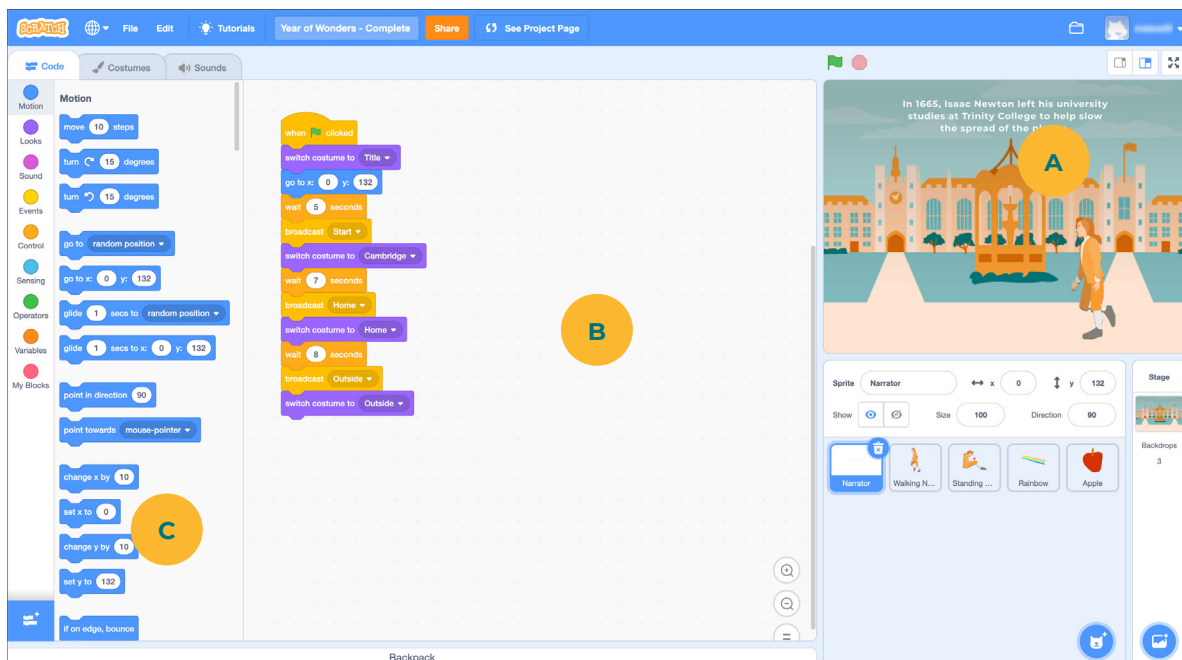 SCRATCH File Edit Tutorials Year of Wonders - Complete Share See Project Page
Code Costumes Sounds
Motion
Looks
Sound
Events
Control
Sensing
Operators
Variables
My Blocks
Motion
move 10 steps
turn 15 degrees
turn 15 degrees
go to random position
go to x: 0 y: 132
glide 1 secs to random position
glide 1 secs to x: 0 y: 132
point in direction 90
point towards mouse-pointer
change x by 10
set x to 0
change y by 10
set y to 132
if on edge, bounce
C
when clicked
switch costume to Title
go to x: 0 y: 132
wait 5 seconds
broadcast Start
switch costume to Cambridge
wait 7 seconds
broadcast Home
switch costume to Home
wait 8 seconds
broadcast Outside
switch costume to Outside
B
Backpack
In 1665, Isaac Newton left his university
studies at Trinity College to help slow
the spread of the
A
Sprite Narrator x 0 y 132
Show Size 100 Direction 90
Narrator Walking N... Standing ... Rainbow Apple
Stage
Backdrops
3